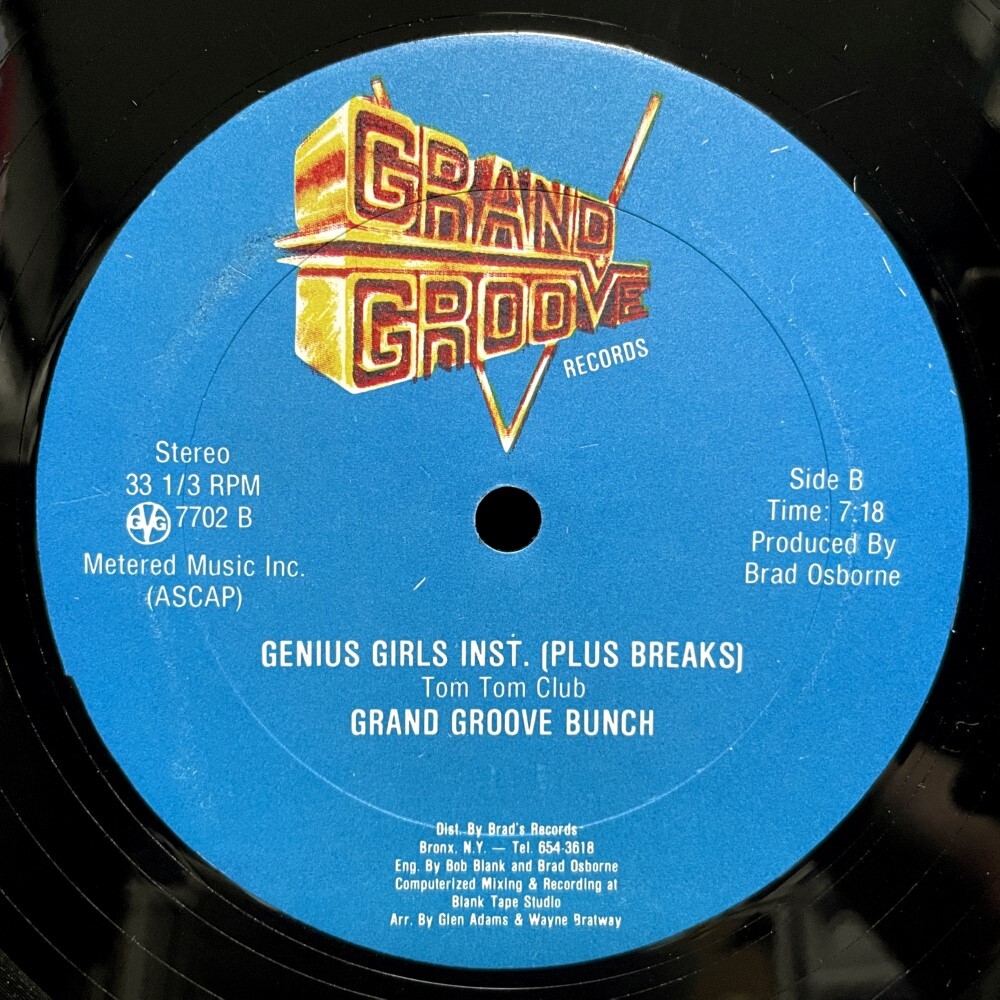 GRAND
GROOVE
RECORDS
Stereo
33 1/3 RPM
GVG 7702 B
Metered Music Inc.
(ASCAP)
Side B
Time: 7:18
Produced By
Brad Osborne
GENIUS GIRLS INST. (PLUS BREAKS)
Tom Tom Club
GRAND GROOVE BUNCH
Dist. By Brad's Records
Bronx, N.Y. — Tel. 654-3618
Eng. By Bob Blank and Brad Osborne
Computerized Mixing & Recording at
Blank Tape Studio
Arr. By Glen Adams & Wayne Bratway